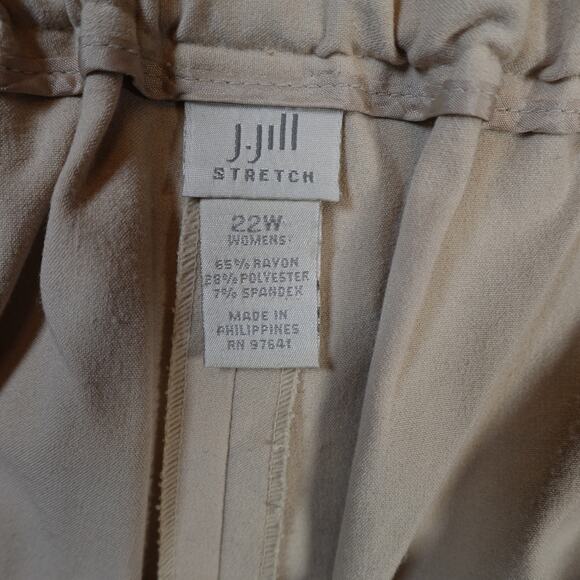 J.Jill
STRETCH
22W
WOMENS
65% RAYON
28% POLYESTER
7% SPANDEX
MADE IN
PHILIPPINES
RN 97641